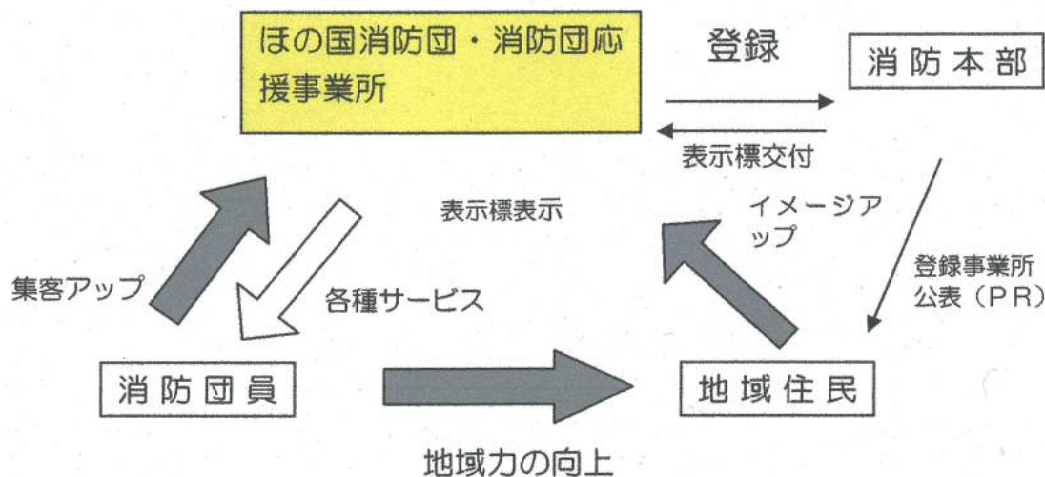 ほの国消防団・消防団応
援事業所
登録
消防本部
表示標交付
表示標表示
イメージア
ップ
集客アップ
各種サービス
登録事業所
公表（ＰＲ）
消防団員
地域住民
地域力の向上